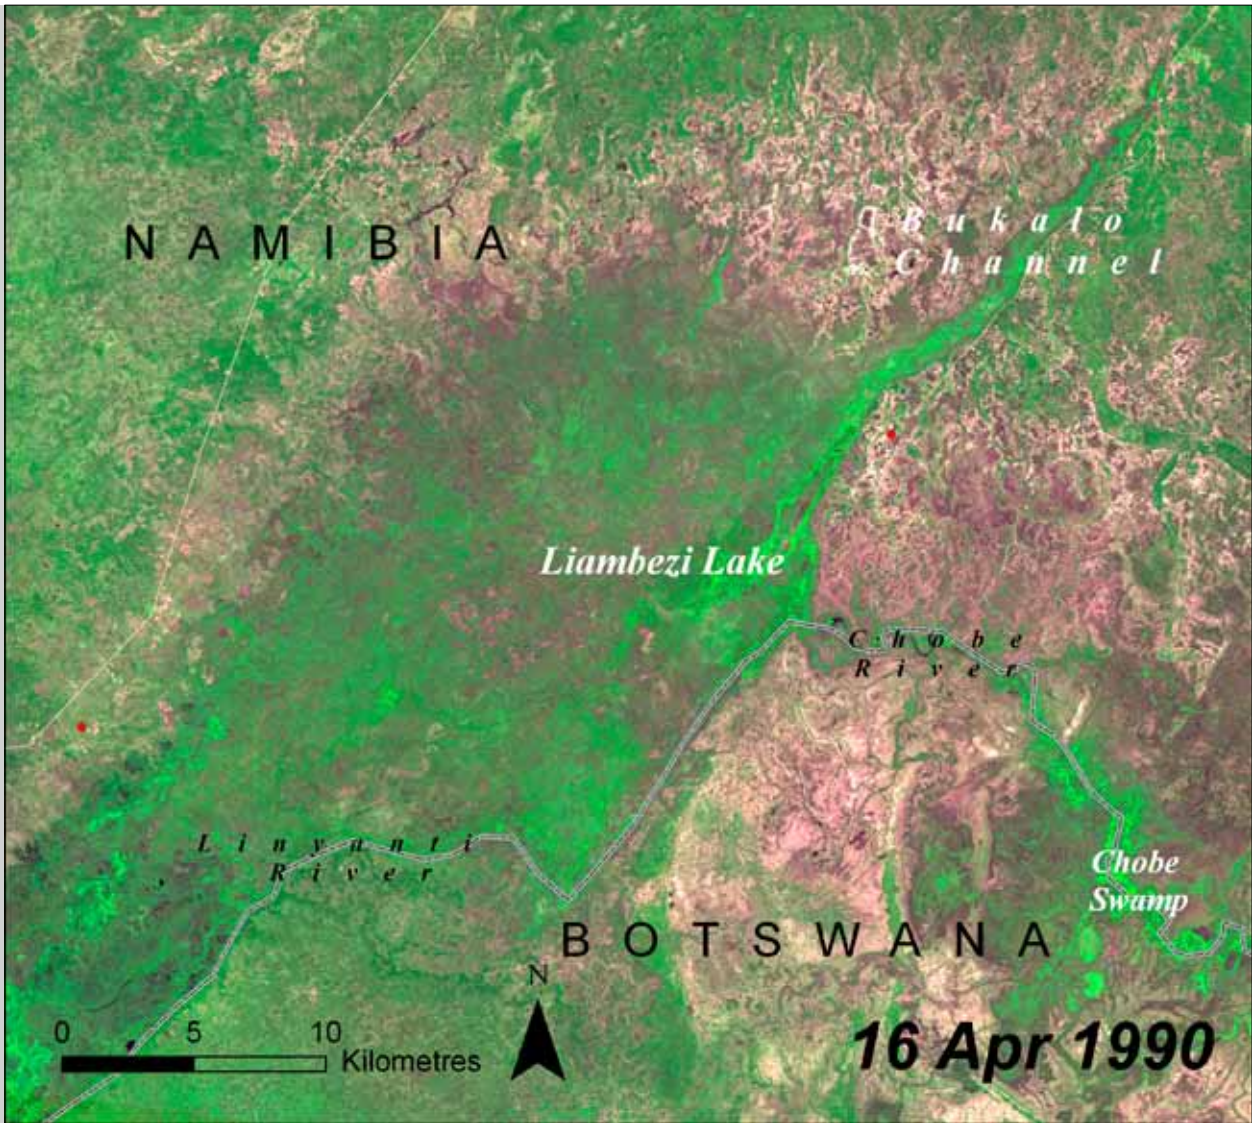 NAMIBIA
Bukalo
Channel
Liambezi Lake
Chobe
River
Linyanti
River
Chobe
Swamp
BOTSWANA
N
0 5 10
Kilometres
16 Apr 1990